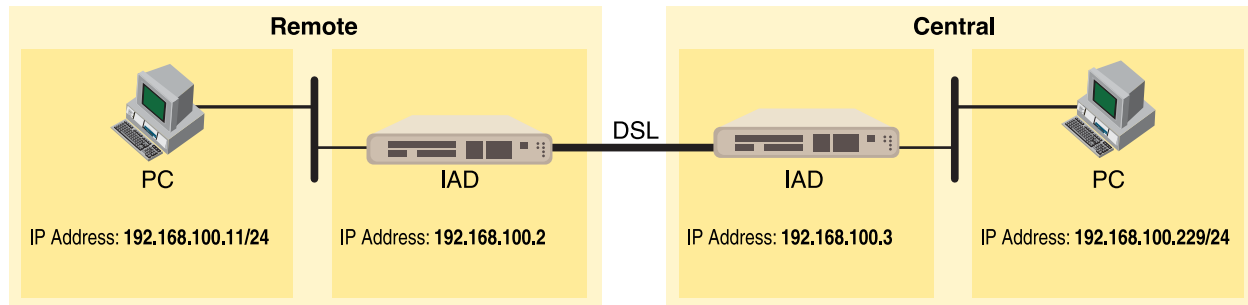 Remote
Central
DSL
PC
IAD
IAD
PC
IP Address: 192.168.100.11/24
IP Address: 192.168.100.2
IP Address: 192.168.100.3
IP Address: 192.168.100.229/24